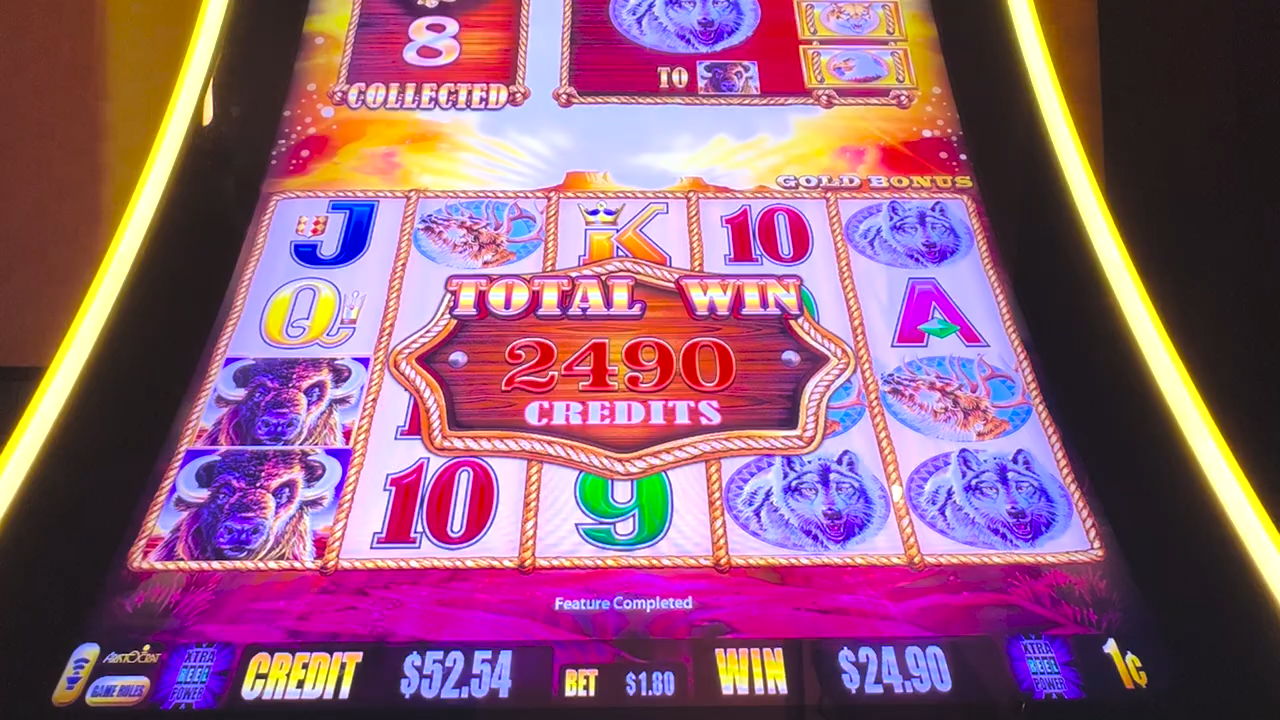 8
COLLECTED
TO
GOLD BONUS
J K 10
Q A
TOTAL WIN
2490
CREDITS
10 9
Feature Completed
ARISTOCRAT
GAME RULES
XTRA
REEL
POWER
CREDIT $52.54 BET $1.80 WIN $24.90
XTRA
REEL
POWER
1¢